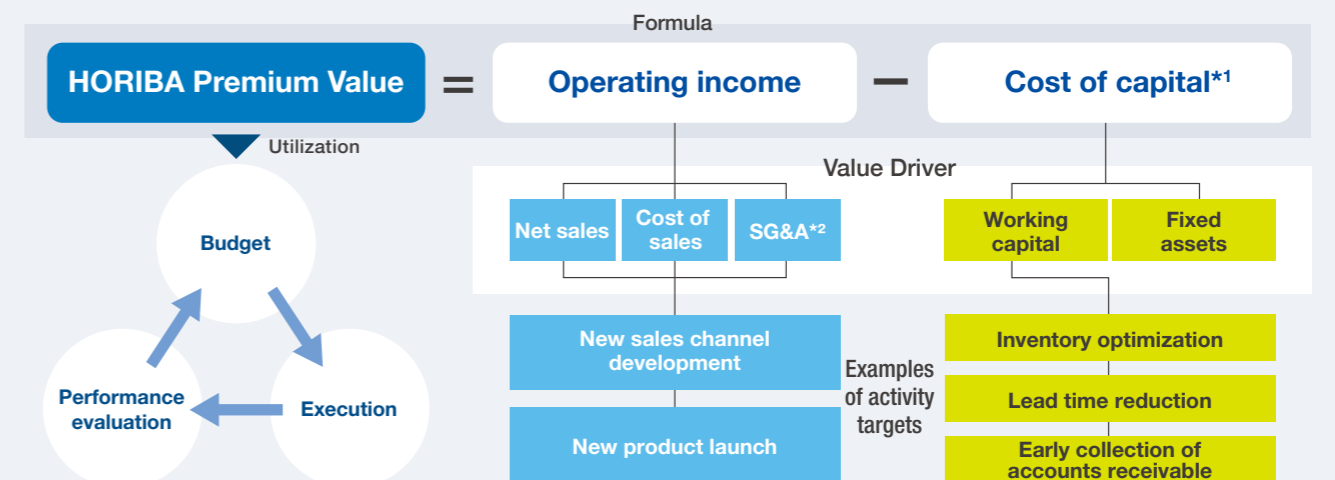 Formula
HORIBA Premium Value = Operating income — Cost of capital*1
Utilization
Value Driver
Budget
Performance
evaluation
Execution
Net sales
Cost of
sales
SG&A*2
Working
capital
Fixed
assets
New sales channel
development
New product launch
Examples
of activity
targets
Inventory optimization
Lead time reduction
Early collection of
accounts receivable